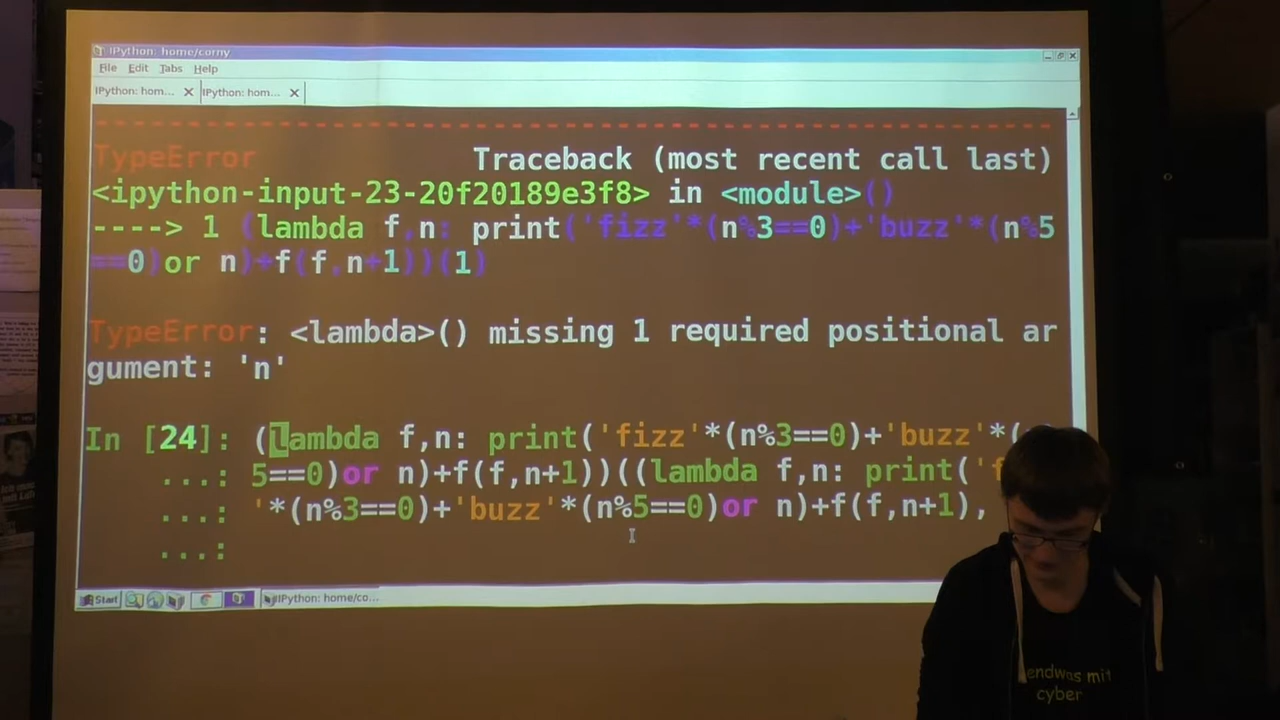 IPython: home/corny
File Edit Tabs Help
IPython: hom... IPython: hom...
TypeError Traceback (most recent call last)
<ipython-input-23-20f20189e3f8> in <module>()
----> 1 (lambda f,n: print('fizz'*(n%3==0)+'buzz'*(n%5
==0)or n)+f(f,n+1))(1)
TypeError: <lambda>() missing 1 required positional ar
gument: 'n'
In [24]: (lambda f,n: print('fizz'*(n%3==0)+'buzz'*(
...: 5==0)or n)+f(f,n+1))((lambda f,n: print('f
...: '*(n%3==0)+'buzz'*(n%5==0)or n)+f(f,n+1),
...:
Start IPython: home/co...
endwas mit
cyber